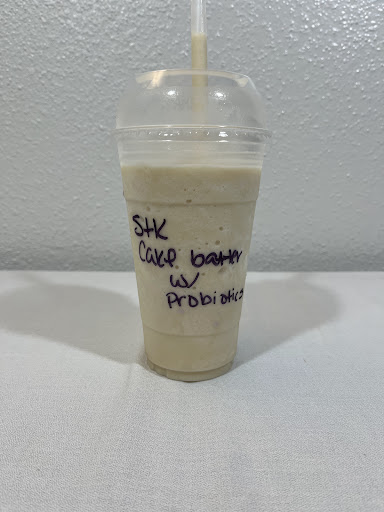 Stk
Cake batter
w/
Probiotics